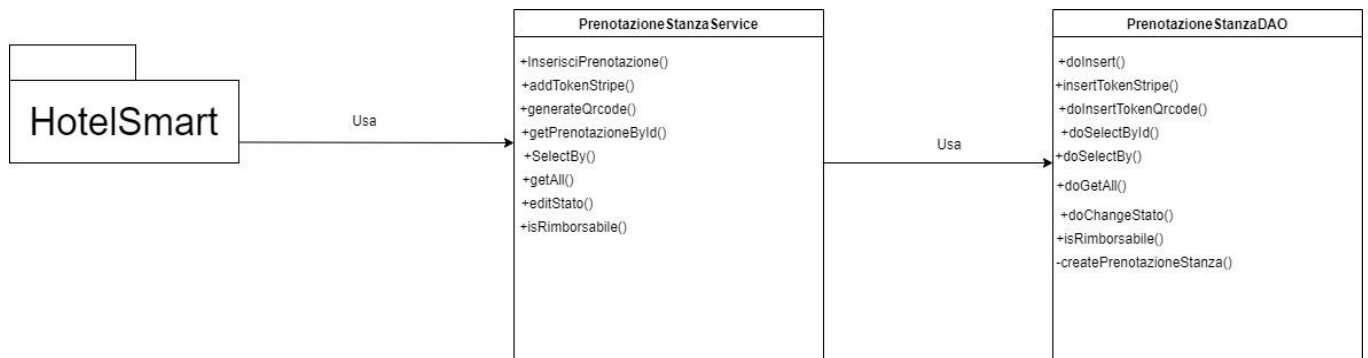 HotelSmart
Usa
PrenotazioneStanzaService
+InserisciPrenotazione()
+addTokenStripe()
+generateQrcode()
+getPrenotazioneById()
+SelectBy()
+getAll()
+editStato()
+isRimborsabile()
Usa
PrenotazioneStanzaDAO
+doInsert()
+insertTokenStripe()
+doInsertTokenQrcode()
+doSelectById()
+doSelectBy()
+doGetAll()
+doChangeStato()
+isRimborsabile()
-createPrenotazioneStanza()